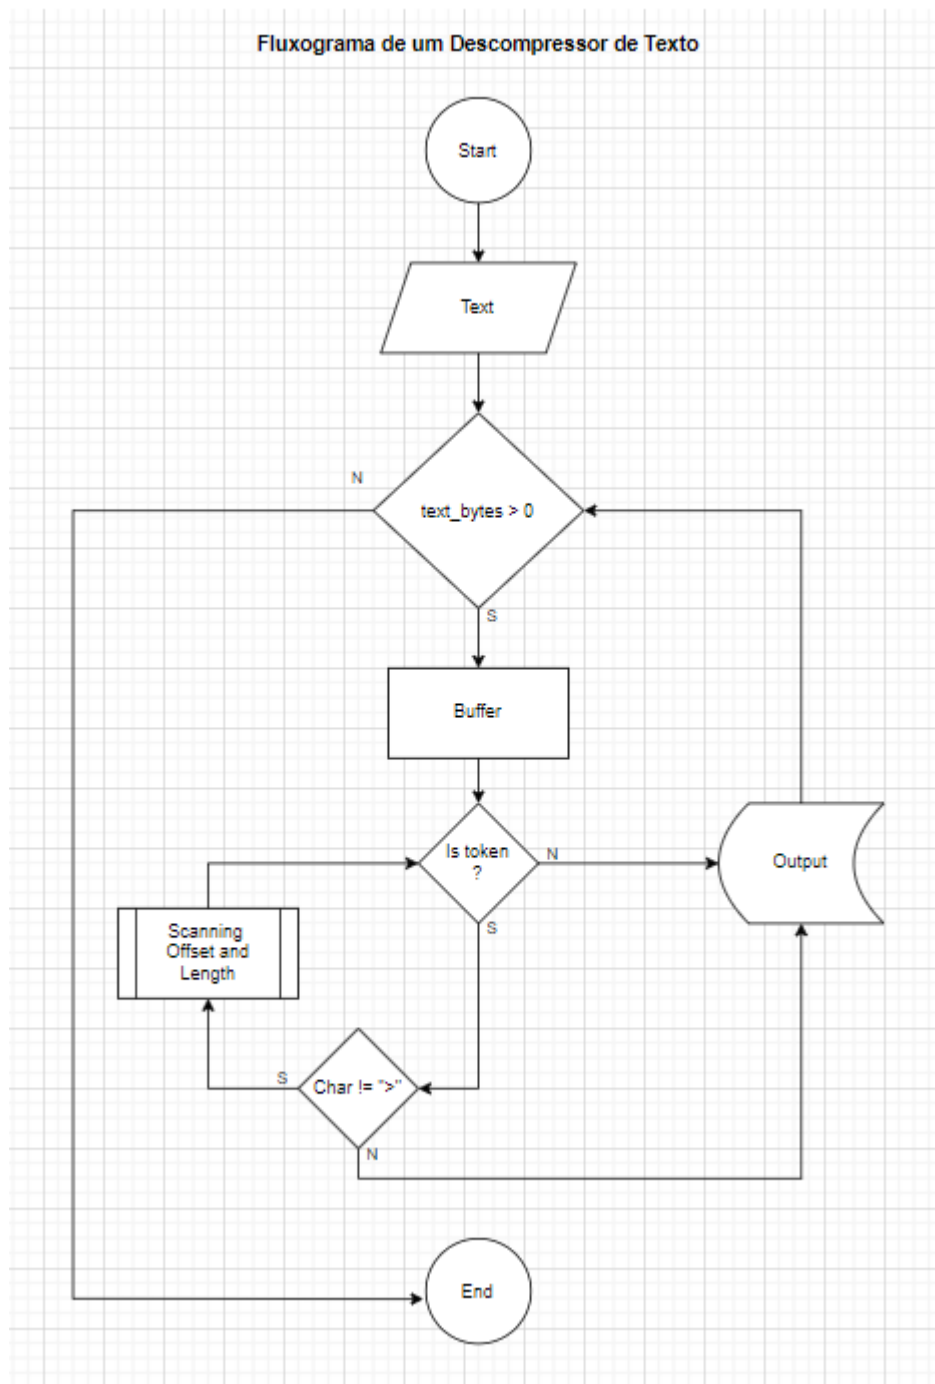 Fluxograma de um Descompressor de Texto
Start
Text
N
text_bytes > 0
S
Buffer
Is token
?
N
Output
S
Scanning
Offset and
Length
S
Char != ">"
N
End